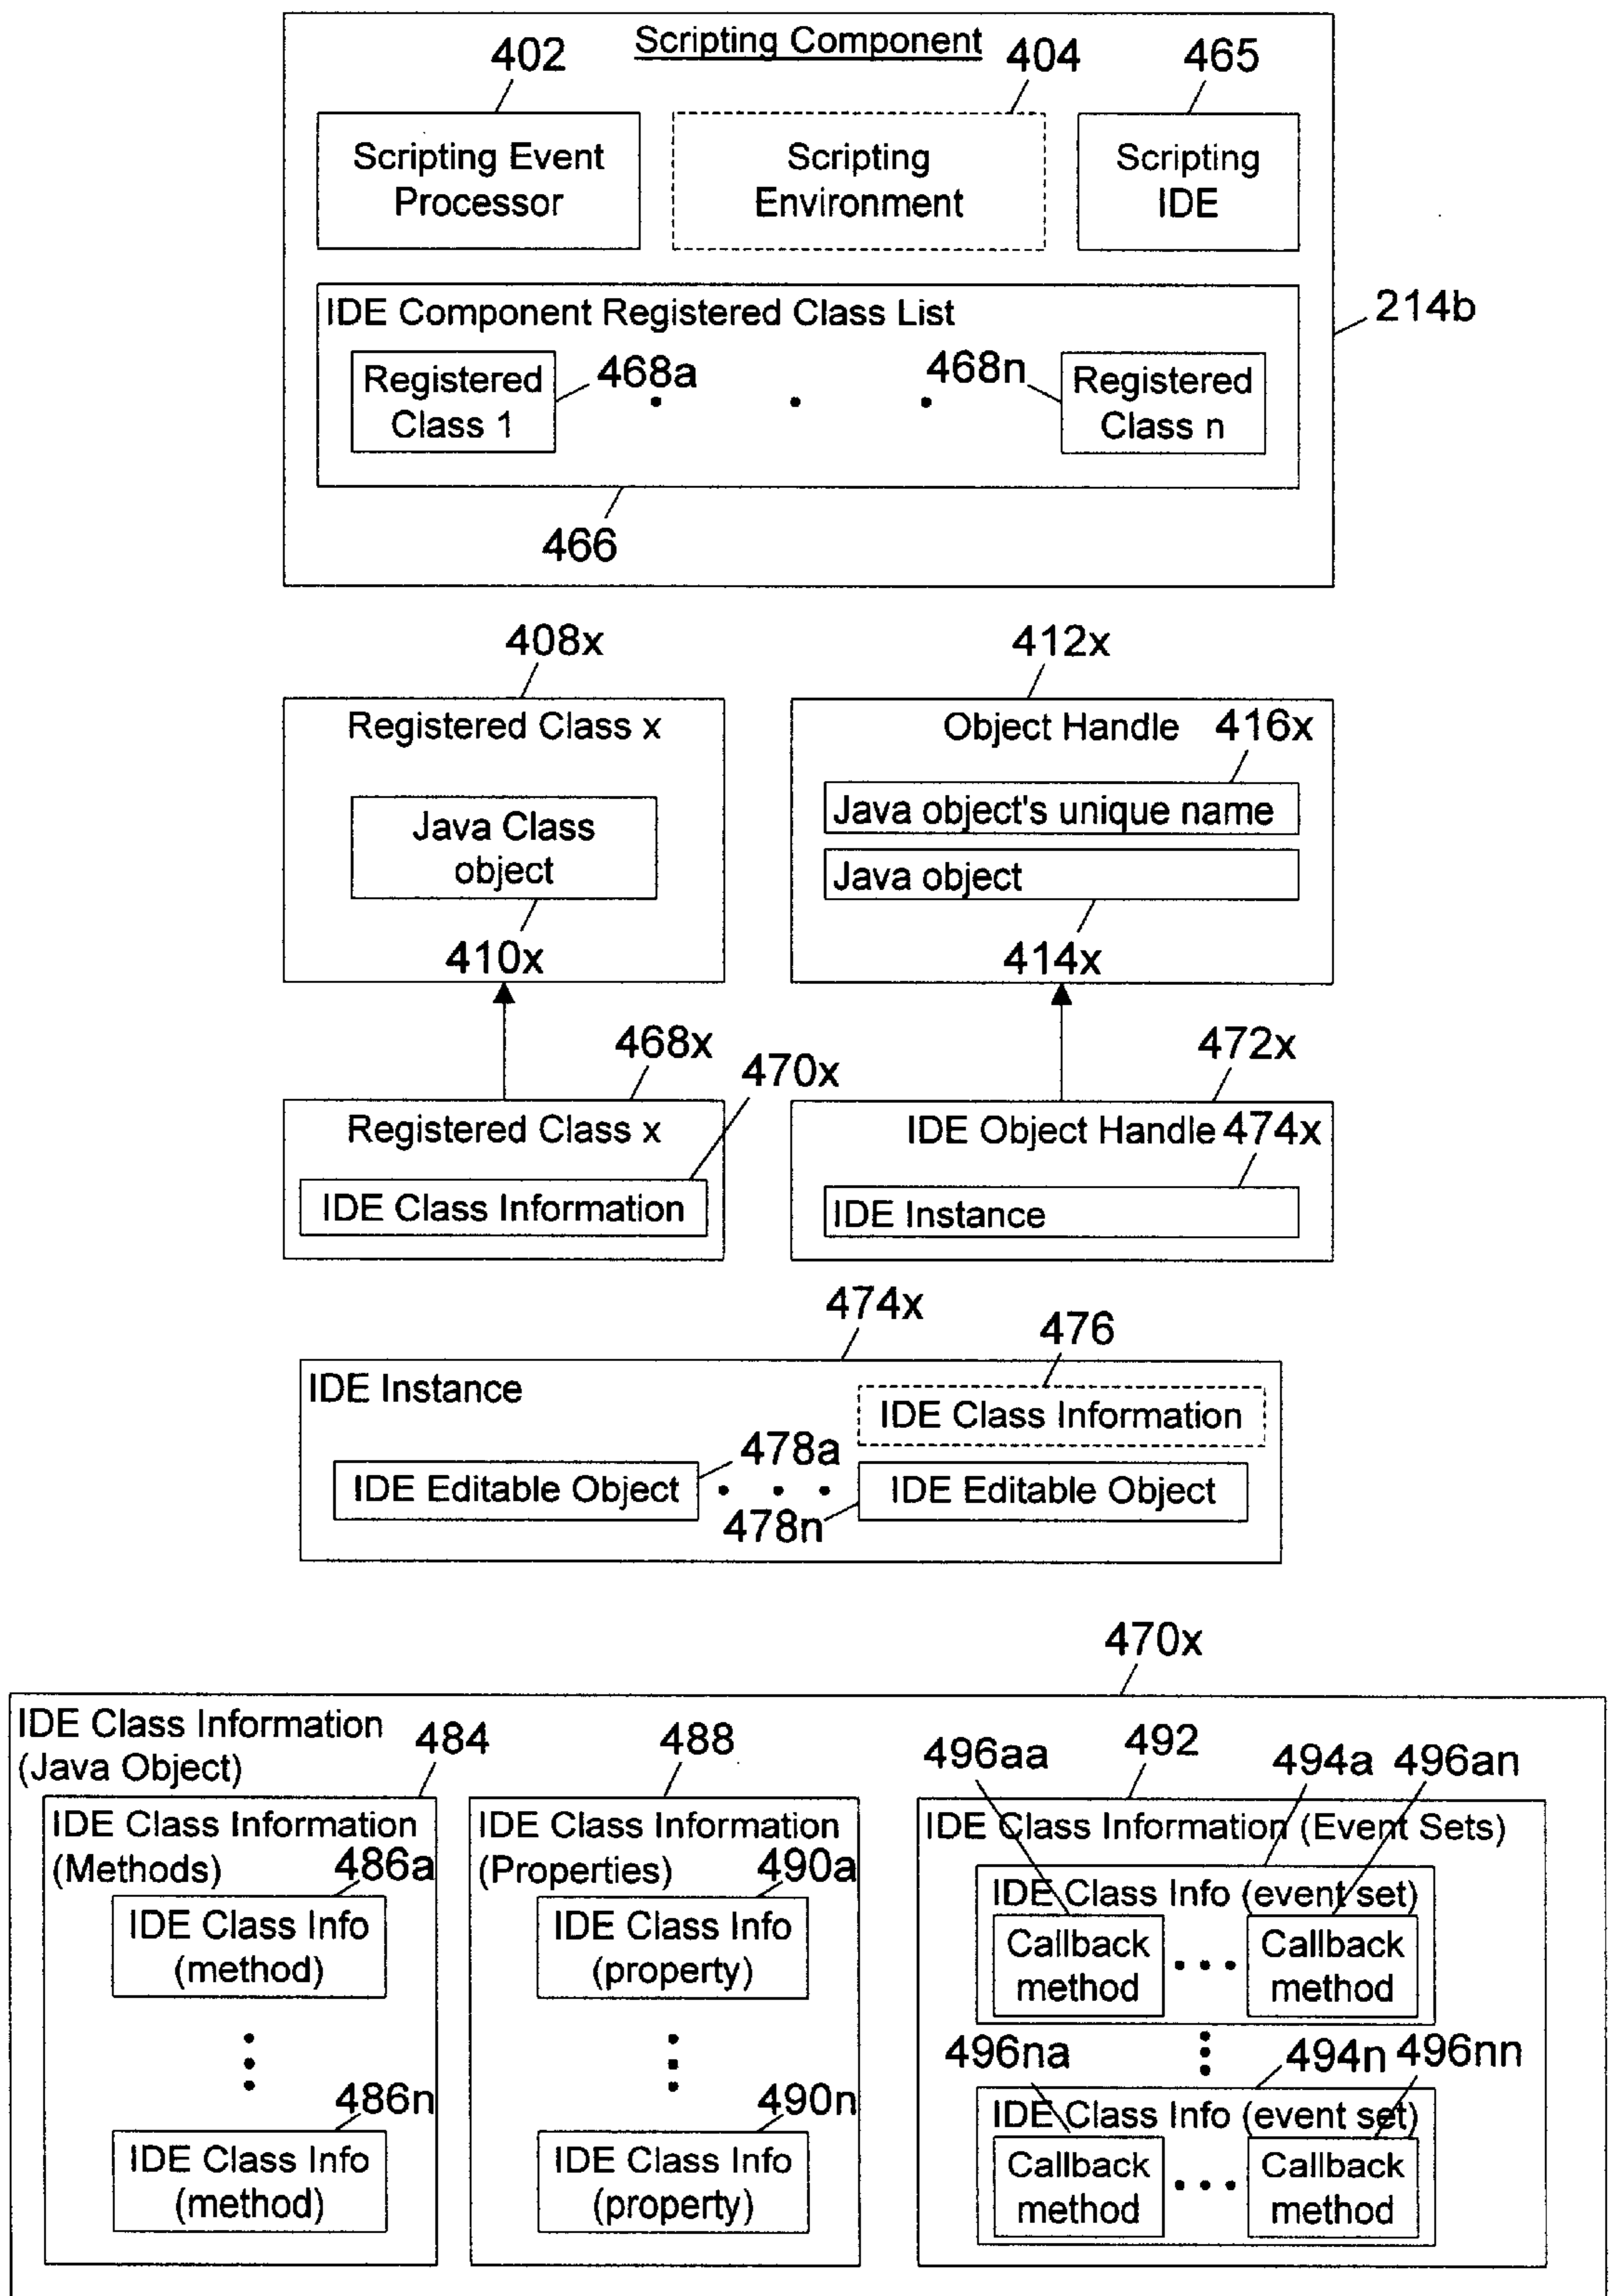 Scripting Component
402
404
465
Scripting Event
Processor
Scripting
Environment
Scripting
IDE
IDE Component Registered Class List
214b
Registered
Class 1
468a
468n
Registered
Class n
466
408x
412x
Registered Class x
Object Handle
416x
Java Class
object
Java object's unique name
Java object
410x
414x
468x
470x
472x
Registered Class x
IDE Object Handle
474x
IDE Class Information
IDE Instance
474x
476
IDE Instance
IDE Class Information
478a
IDE Editable Object
IDE Editable Object
478n
470x
IDE Class Information
(Java Object)
484
488
496aa
492
494a
496an
IDE Class Information
(Methods)
486a
IDE Class Information
(Properties)
490a
IDE Class Information (Event Sets)
IDE Class Info
(method)
IDE Class Info
(property)
IDE Class Info (event set)
Callback
method
Callback
method
496na
494n
496nn
486n
490n
IDE Class Info (event set)
IDE Class Info
(method)
IDE Class Info
(property)
Callback
method
Callback
method